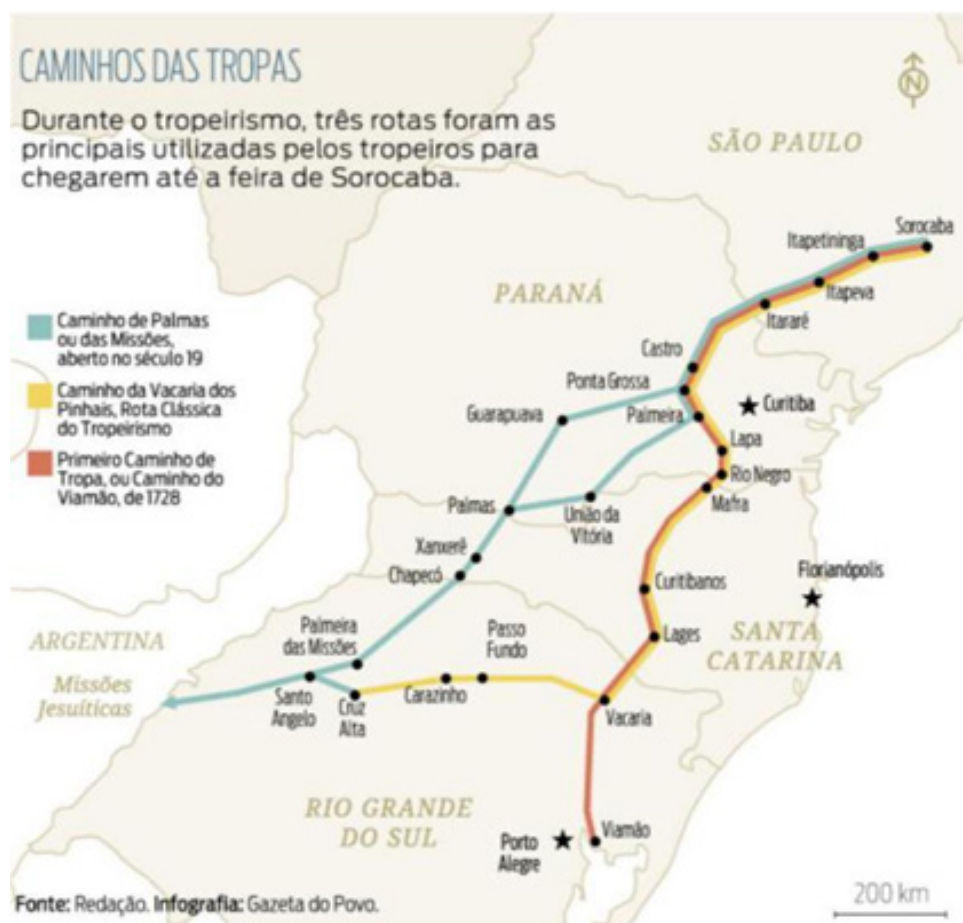 CAMINHOS DAS TROPAS
Durante o tropeirismo, três rotas foram as
principais utilizadas pelos tropeiros para
chegarem até a feira de Sorocaba.
N
SÃO PAULO
Sorocaba
Itapetininga
Itapeva
Itararé
PARANÁ
Caminho de Palmas
ou das Missões,
aberto no século 19
Caminho da Vacaria dos
Pinhais, Rota Clássica
do Tropeirismo
Primeiro Caminho de
Tropa, ou Caminho do
Viamão, de 1728
Castro
Ponta Grossa
Curitiba
Guarapuava
Palmeira
Lapa
Rio Negro
Mafra
Palmas
União da
Vitória
Xanxerê
Chapecó
Curitibanos
Florianópolis
Lages
SANTA
CATARINA
ARGENTINA
Missões
Jesuíticas
Palmeira
das Missões
Passo
Fundo
Santo
Angelo
Cruz
Alta
Carazinho
Vacaria
RIO GRANDE
DO SUL
Porto
Alegre
Viamão
Fonte: Redação. Infografia: Gazeta do Povo.
200 km